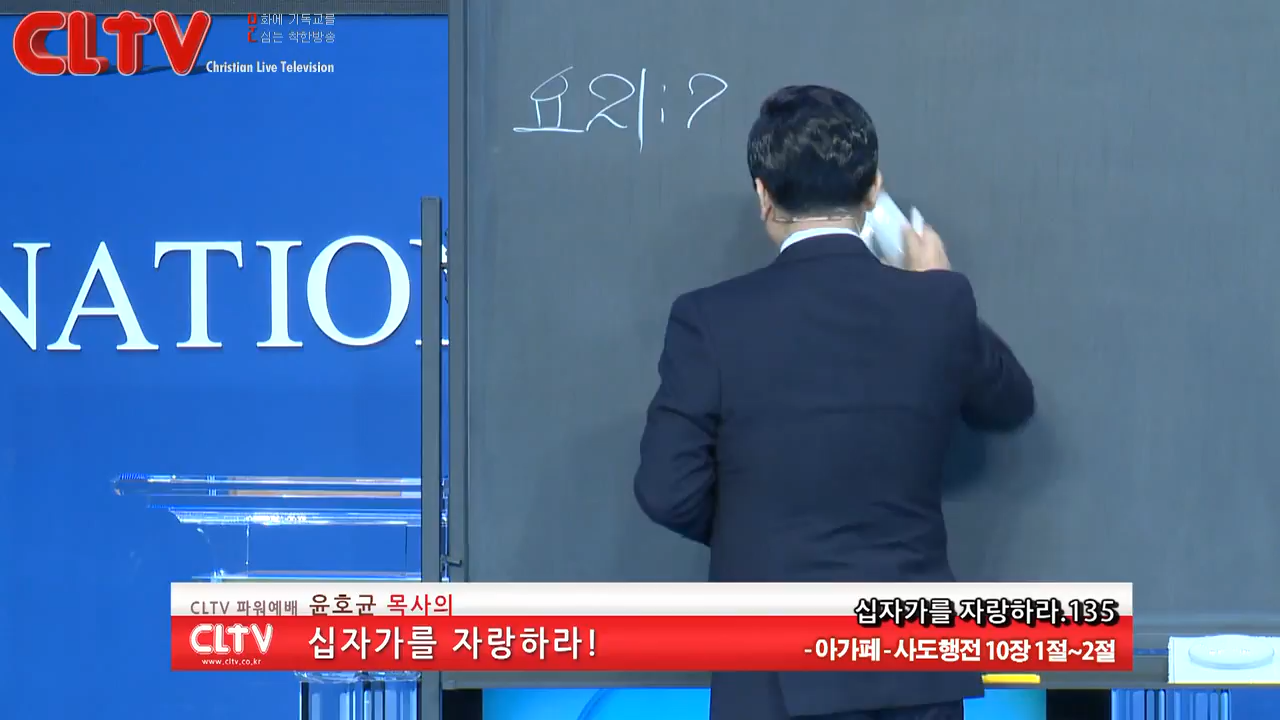 CLTV
문화에 기독교를
심는 착한방송
Christian Live Television
요21:7
NATIO
CLTV 파워예배 윤호균 목사의
십자가를 자랑하라.135
CLTV
www.cltv.co.kr
십자가를 자랑하라!
- 아가페 - 사도행전 10장 1절~2절